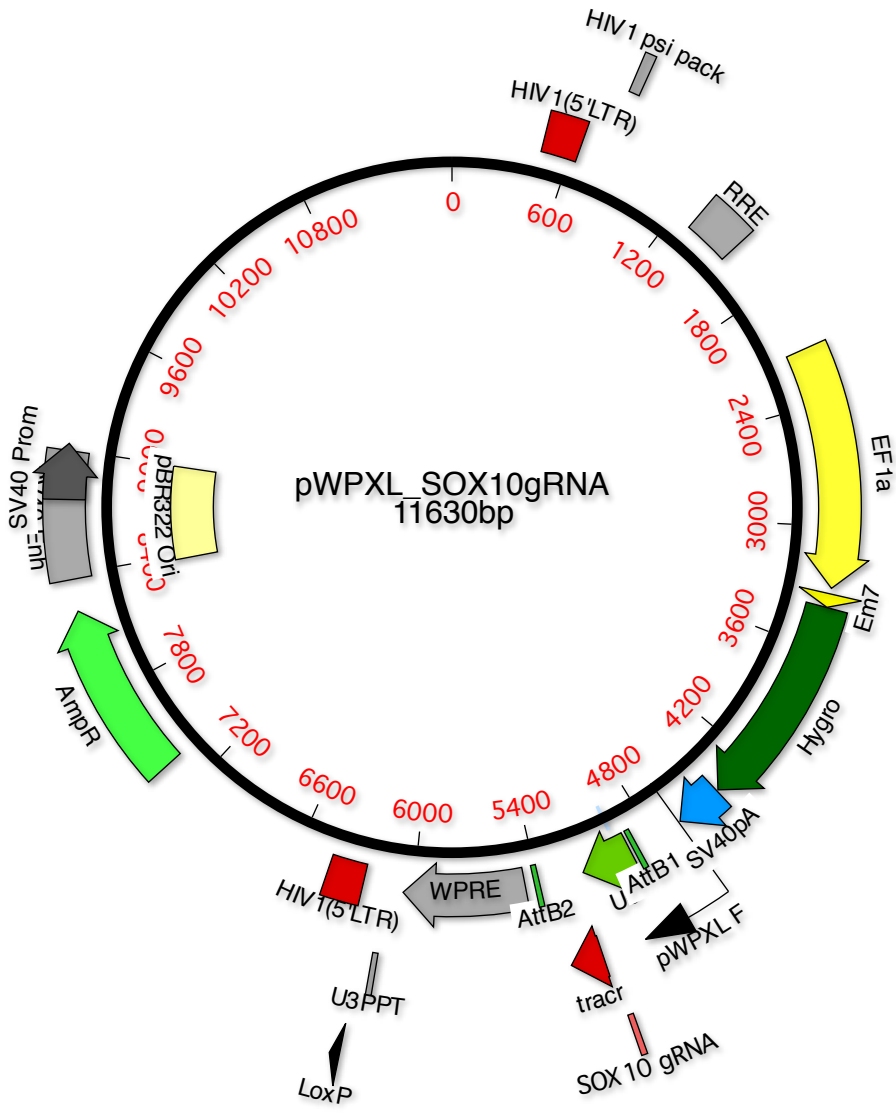 HIV1 psi pack
HIV1(5'LTR)
RRE
0
600
1200
1800
2400
3000
3600
4200
4800
5400
6000
6600
7200
7800
9600
10200
10800
EF1a
Em7
Hygro
SV40pA
pWPXL F
AttB1
tracr
SOX10 gRNA
AttB2
WPRE
HIV1(5'LTR)
U3PPT
LoxP
AmpR
SV40 Prom
pBR322 Ori
pWPXL_SOX10gRNA
11630bp